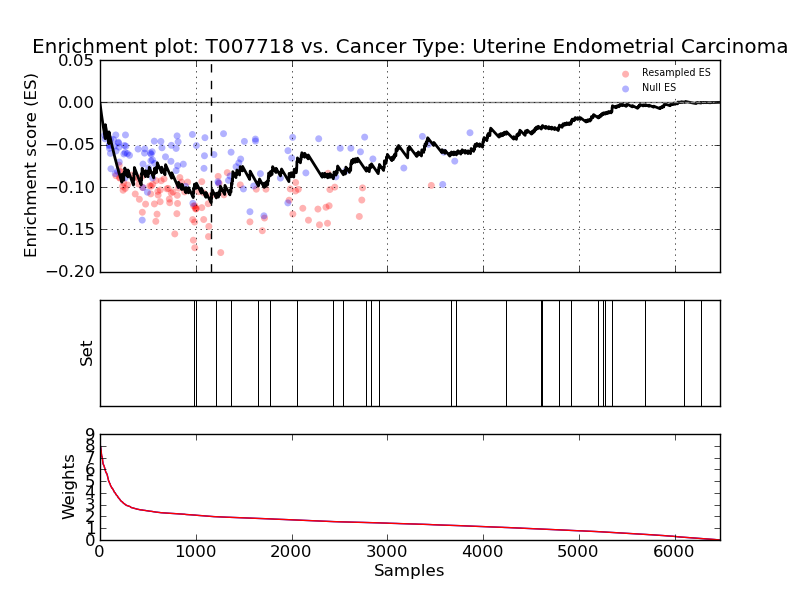 Enrichment plot: T007718 vs. Cancer Type: Uterine Endometrial Carcinoma
0.05
0.00
−0.05
−0.10
−0.15
−0.20
Enrichment score (ES)
Resampled ES
Null ES
Set
9
8
7
6
5
4
3
2
1
0
Weights
0 1000 2000 3000 4000 5000 6000
Samples